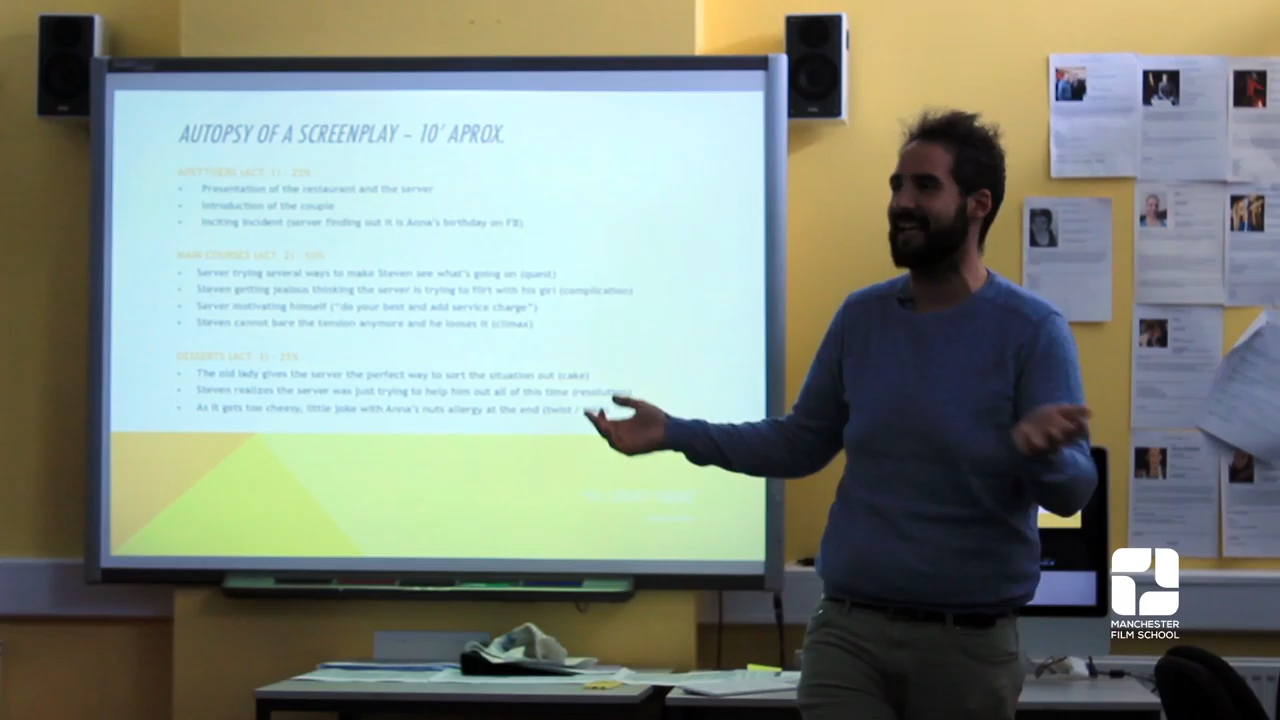 AUTOPSY OF A SCREENPLAY – 10' APROX.
APETTISERS (ACT. 1) - 25%
• Presentation of the restaurant and the server
• Introduction of the couple
• Inciting incident (server finding out it is Anna's birthday on FB)
MAIN COURSES (ACT. 2) - 50%
• Server trying several ways to make Steven see what's going on (quest)
• Steven getting jealous thinking the server is trying to flirt with his girl (complication)
• Server motivating himself ("do your best and add service charge")
• Steven cannot bare the tension anymore and he looses it (climax)
DESSERTS (ACT. 3) - 25%
• The old lady gives the server the perfect way to sort the situation out (cake)
• Steven realizes the server was just trying to help him out all of this time (resolution)
• As it gets too cheesy, little joke with Anna's nuts allergy at the end (twist /
MANCHESTER
FILM SCHOOL